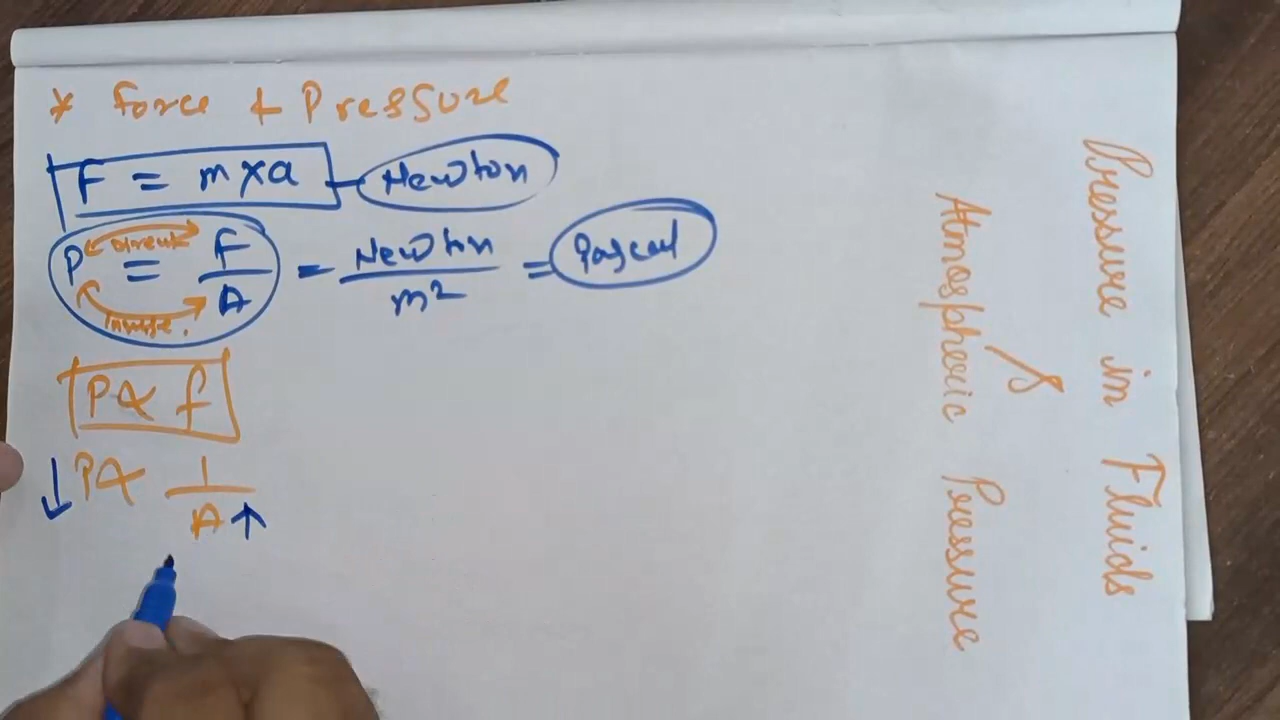 * Force & Pressure
F = m×a - Newton
P = F/A = Newton/m² = Pascal
Direct
Inverse.
P∝ f
↓ P∝ 1/A ↑
Pressure in Fluids
&
Atmospheric Pressure